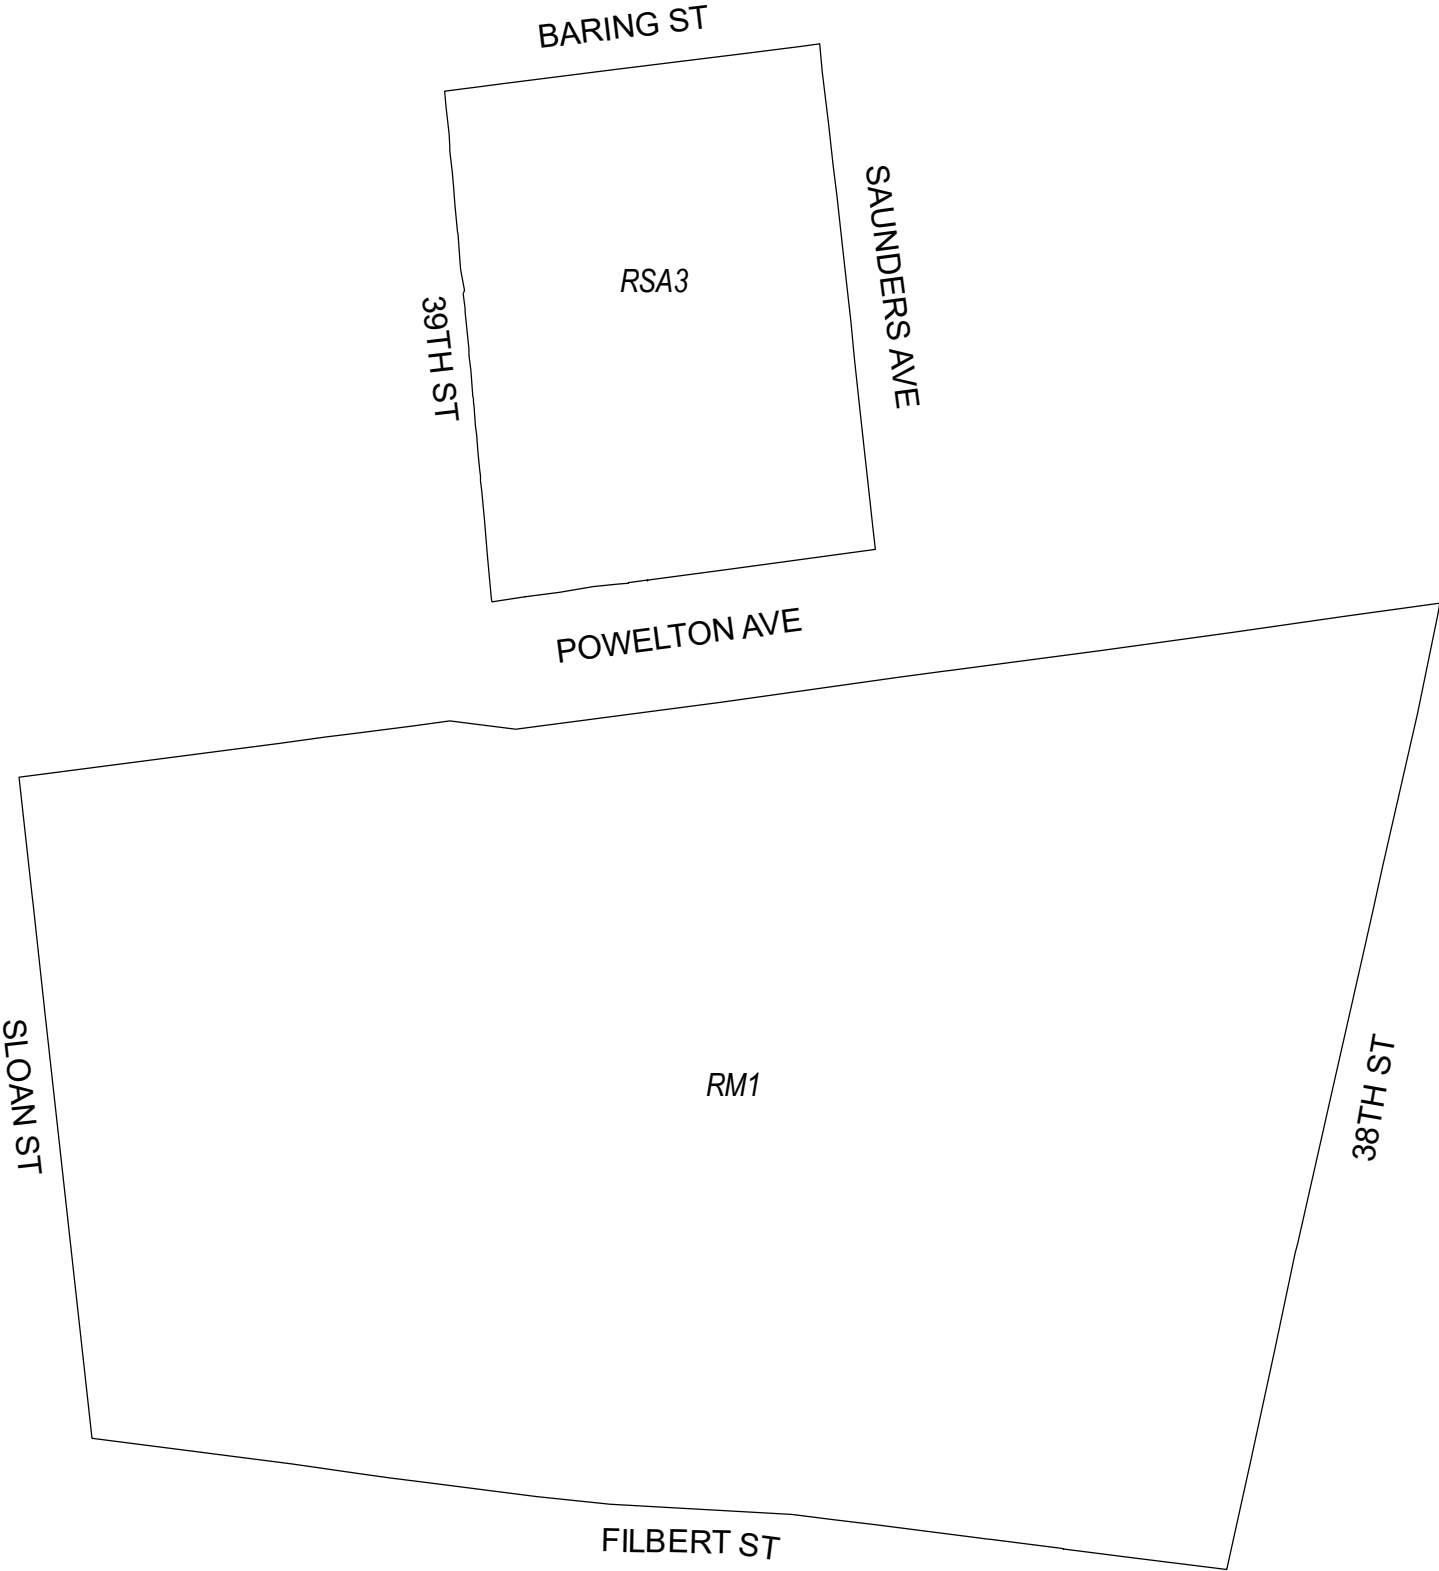 BARING ST
SAUNDERS AVE
RSA3
39TH ST
POWELTON AVE
SLOAN ST
RM1
38TH ST
FILBERT ST